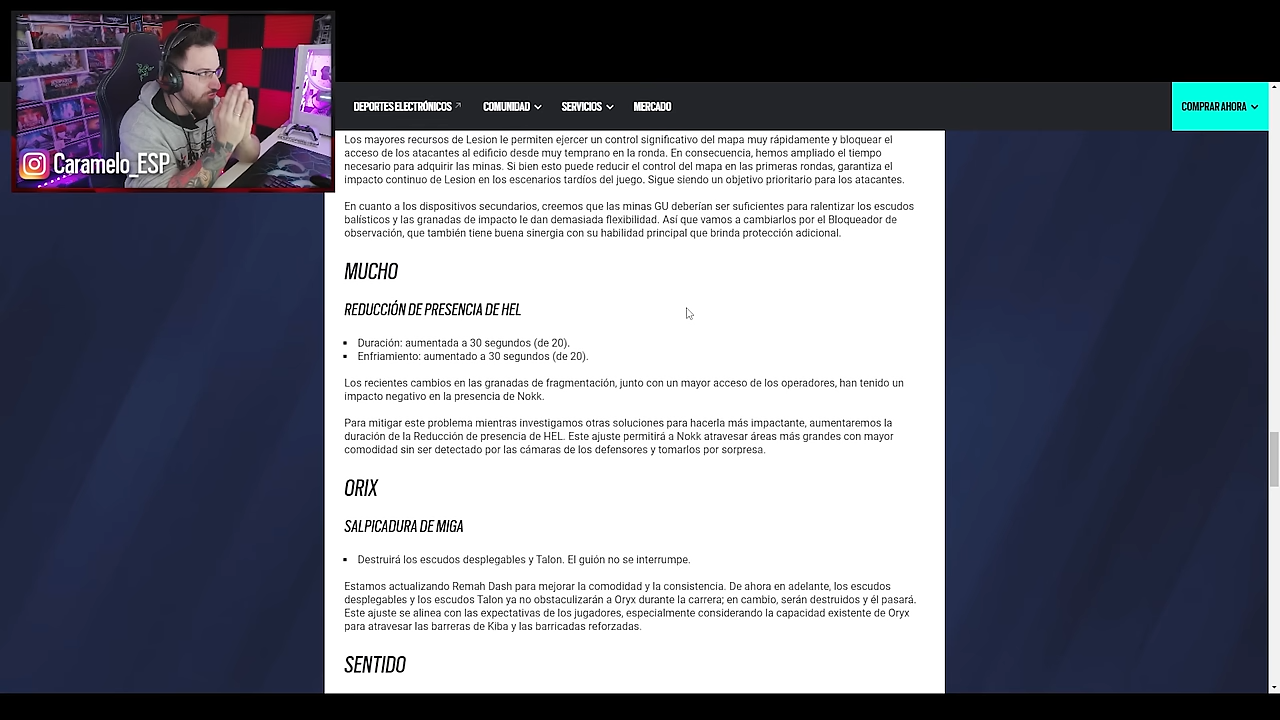 Caramelo_ESP
DEPORTES ELECTRÓNICOS
COMUNIDAD
SERVICIOS
MERCADO
COMPRAR AHORA
Los mayores recursos de Lesion le permiten ejercer un control significativo del mapa muy rápidamente y bloquear el
acceso de los atacantes al edificio desde muy temprano en la ronda. En consecuencia, hemos ampliado el tiempo
necesario para adquirir las minas. Si bien esto puede reducir el control del mapa en las primeras rondas, garantiza el
impacto continuo de Lesion en los escenarios tardíos del juego. Sigue siendo un objetivo prioritario para los atacantes.
En cuanto a los dispositivos secundarios, creemos que las minas GU deberían ser suficientes para ralentizar los escudos
balísticos y las granadas de impacto le dan demasiada flexibilidad. Así que vamos a cambiarlos por el Bloqueador de
observación, que también tiene buena sinergia con su habilidad principal que brinda protección adicional.
MUCHO
REDUCCIÓN DE PRESENCIA DE HEL
▪ Duración: aumentada a 30 segundos (de 20).
▪ Enfriamiento: aumentado a 30 segundos (de 20).
Los recientes cambios en las granadas de fragmentación, junto con un mayor acceso de los operadores, han tenido un
impacto negativo en la presencia de Nokk.
Para mitigar este problema mientras investigamos otras soluciones para hacerla más impactante, aumentaremos la
duración de la Reducción de presencia de HEL. Este ajuste permitirá a Nokk atravesar áreas más grandes con mayor
comodidad sin ser detectado por las cámaras de los defensores y tomarlos por sorpresa.
ORIX
SALPICADURA DE MIGA
▪ Destruirá los escudos desplegables y Talon. El guión no se interrumpe.
Estamos actualizando Remah Dash para mejorar la comodidad y la consistencia. De ahora en adelante, los escudos
desplegables y los escudos Talon ya no obstaculizarán a Oryx durante la carrera; en cambio, serán destruidos y él pasará.
Este ajuste se alinea con las expectativas de los jugadores, especialmente considerando la capacidad existente de Oryx
para atravesar las barreras de Kiba y las barricadas reforzadas.
SENTIDO